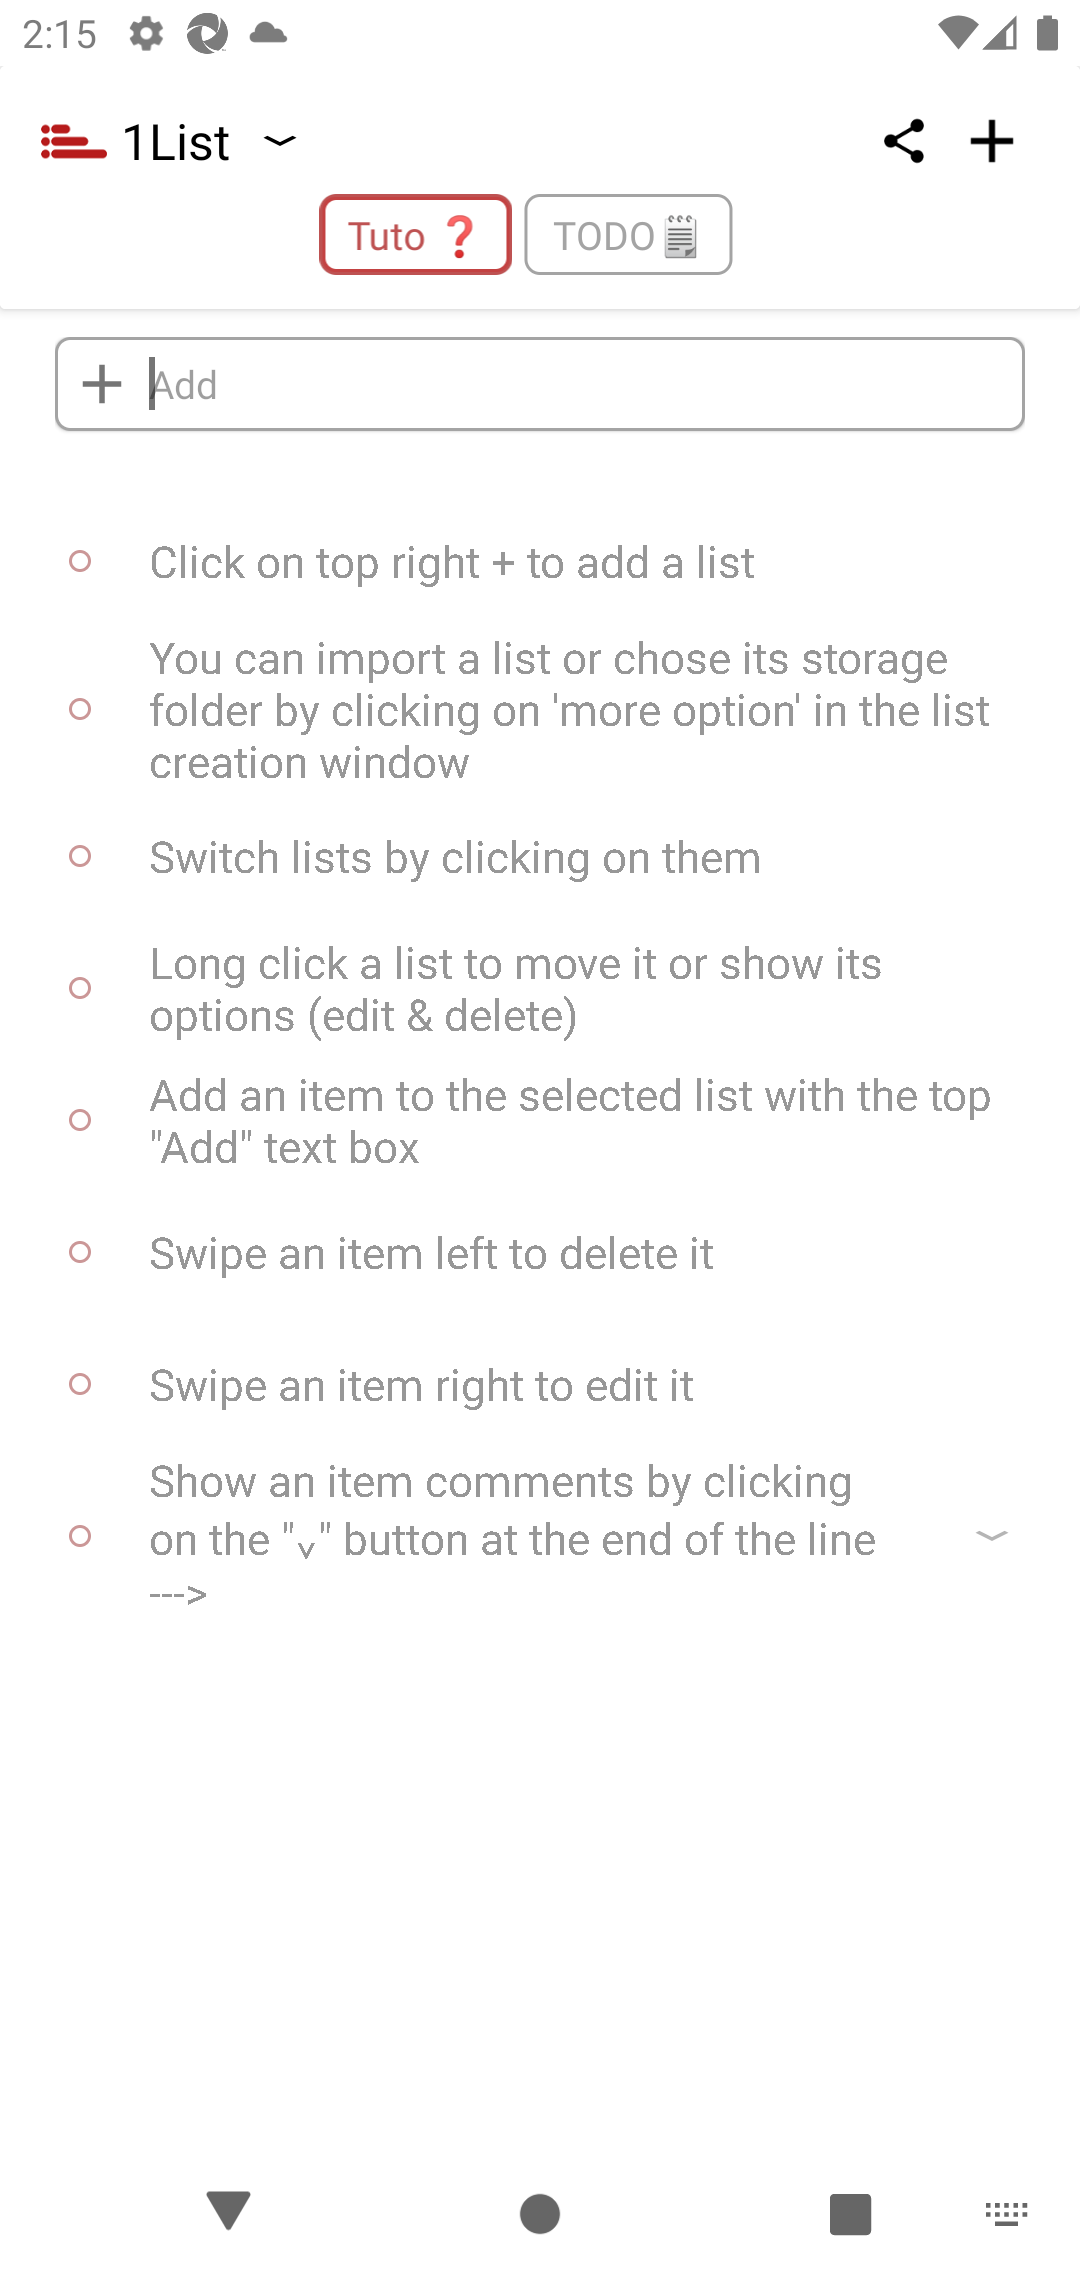 2:15
1List
Tuto ❓
TODO🗒
Add
Click on top right + to add a list
You can import a list or chose its storage
folder by clicking on 'more option' in the list
creation window
Switch lists by clicking on them
Long click a list to move it or show its
options (edit & delete)
Add an item to the selected list with the top
"Add" text box
Swipe an item left to delete it
Swipe an item right to edit it
Show an item comments by clicking
on the "˅" button at the end of the line
--->